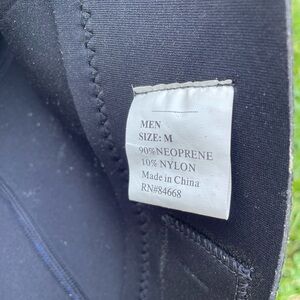 MEN
SIZE: M
90%NEOPRENE
10% NYLON
Made in China
RN#84668